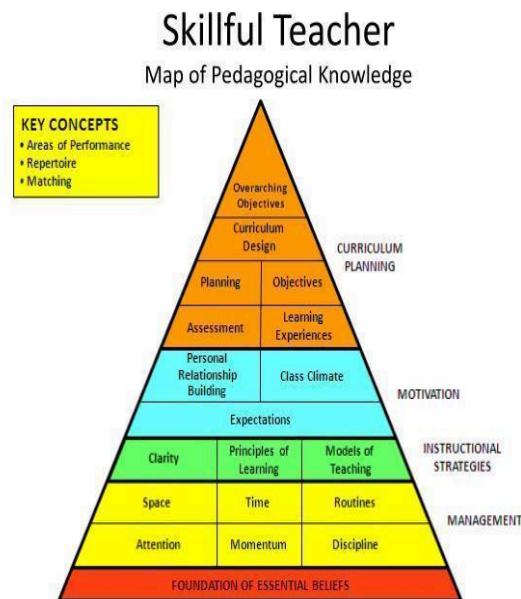 Skillful Teacher
Map of Pedagogical Knowledge
KEY CONCEPTS
• Areas of Performance
• Repertoire
• Matching
Overarching
Objectives
Curriculum
Design
Planning
Objectives
Assessment
Learning
Experiences
CURRICULUM
PLANNING
Personal
Relationship
Building
Class Climate
Expectations
MOTIVATION
Clarity
Principles of
Learning
Models of
Teaching
INSTRUCTIONAL
STRATEGIES
Space
Time
Routines
Attention
Momentum
Discipline
MANAGEMENT
FOUNDATION OF ESSENTIAL BELIEFS